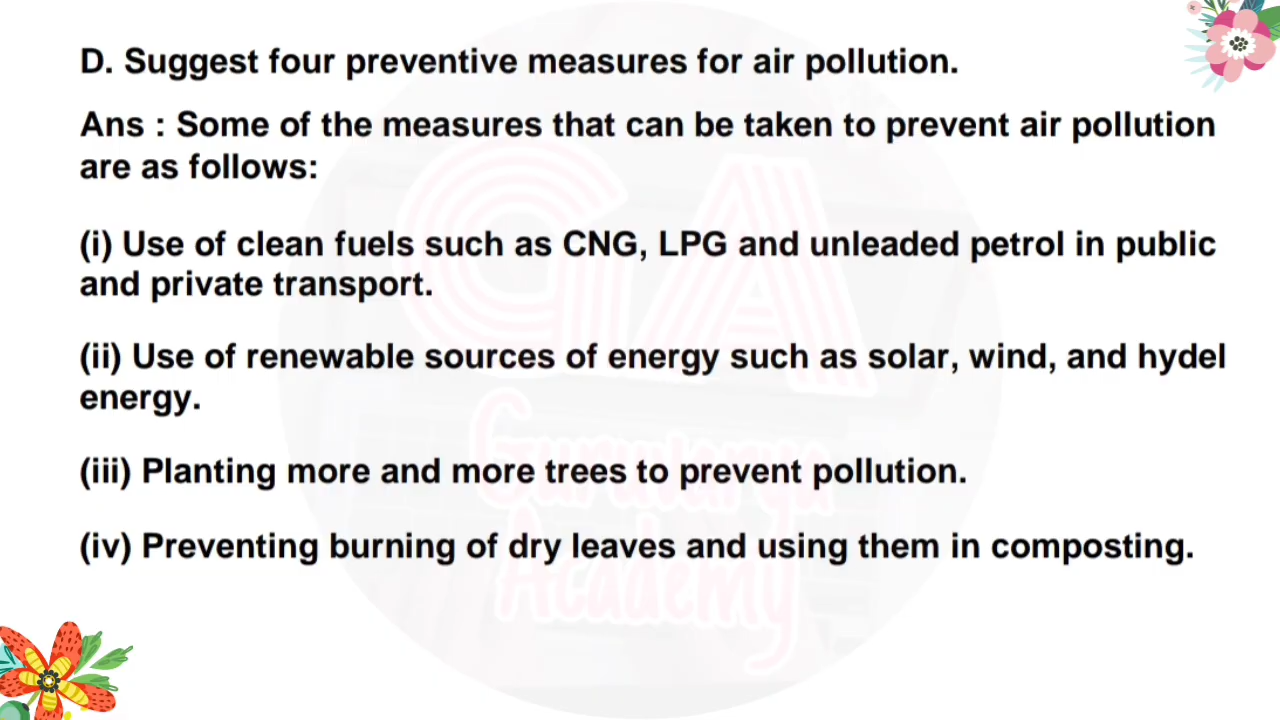 D. Suggest four preventive measures for air pollution.
Ans : Some of the measures that can be taken to prevent air pollution
are as follows:
(i) Use of clean fuels such as CNG, LPG and unleaded petrol in public
and private transport.
(ii) Use of renewable sources of energy such as solar, wind, and hydel
energy.
(iii) Planting more and more trees to prevent pollution.
(iv) Preventing burning of dry leaves and using them in composting.
GA
Academy